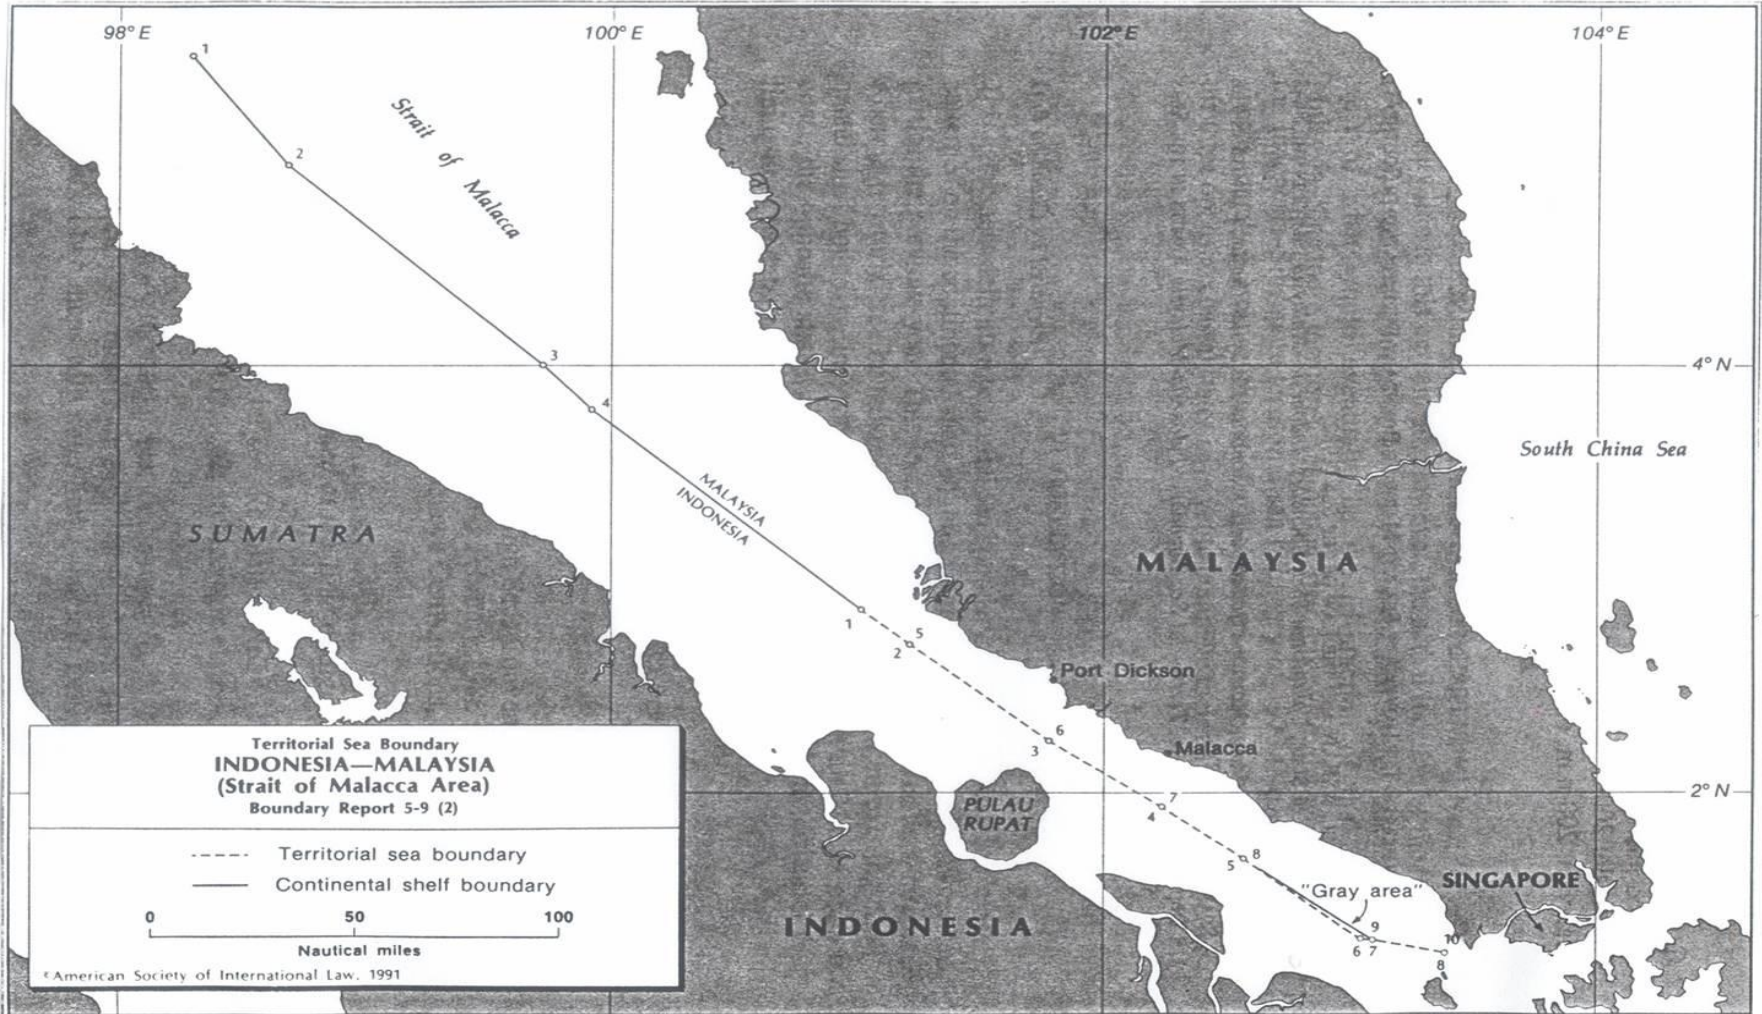 98° E
100° E
102° E
104° E
1
2
Strait of Malacca
3
4° N
4
South China Sea
MALAYSIA
INDONESIA
SUMATRA
MALAYSIA
1
5
2
Port Dickson
6
3
Malacca
2° N
7
4
PULAU
RUPAT
8
5
"Gray area"
SINGAPORE
9
10
6 7
8
INDONESIA
Territorial Sea Boundary
INDONESIA—MALAYSIA
(Strait of Malacca Area)
Boundary Report 5-9 (2)
Territorial sea boundary
Continental shelf boundary
0 50 100
Nautical miles
©American Society of International Law. 1991